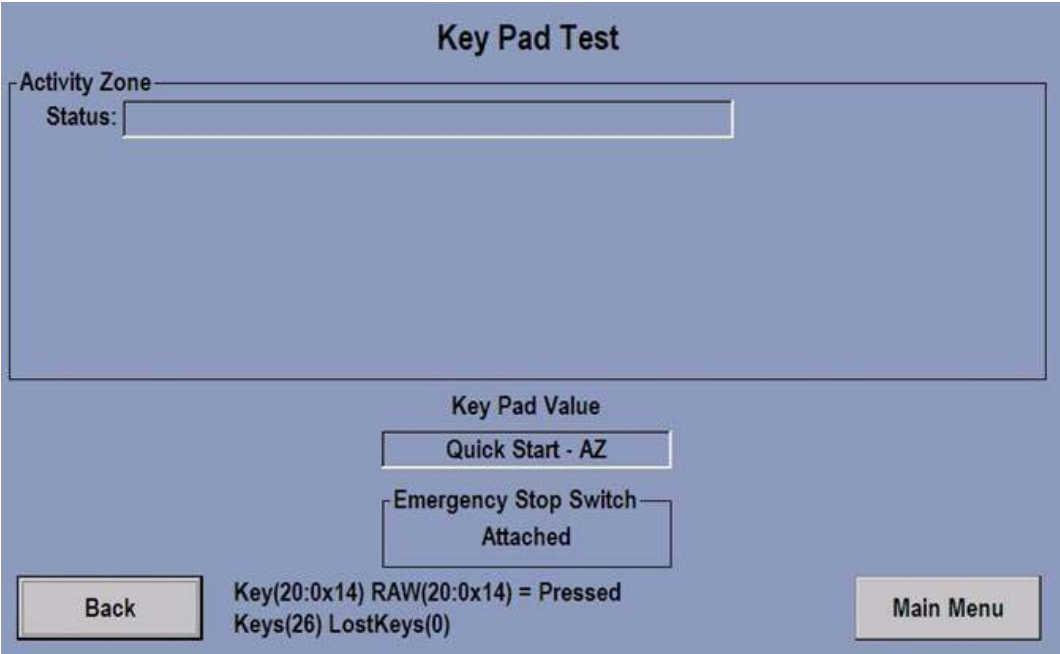 Key Pad Test
Activity Zone
Status:
Key Pad Value
Quick Start - AZ
Emergency Stop Switch
Attached
Back
Key(20:0x14) RAW(20:0x14) = Pressed
Keys(26) LostKeys(0)
Main Menu